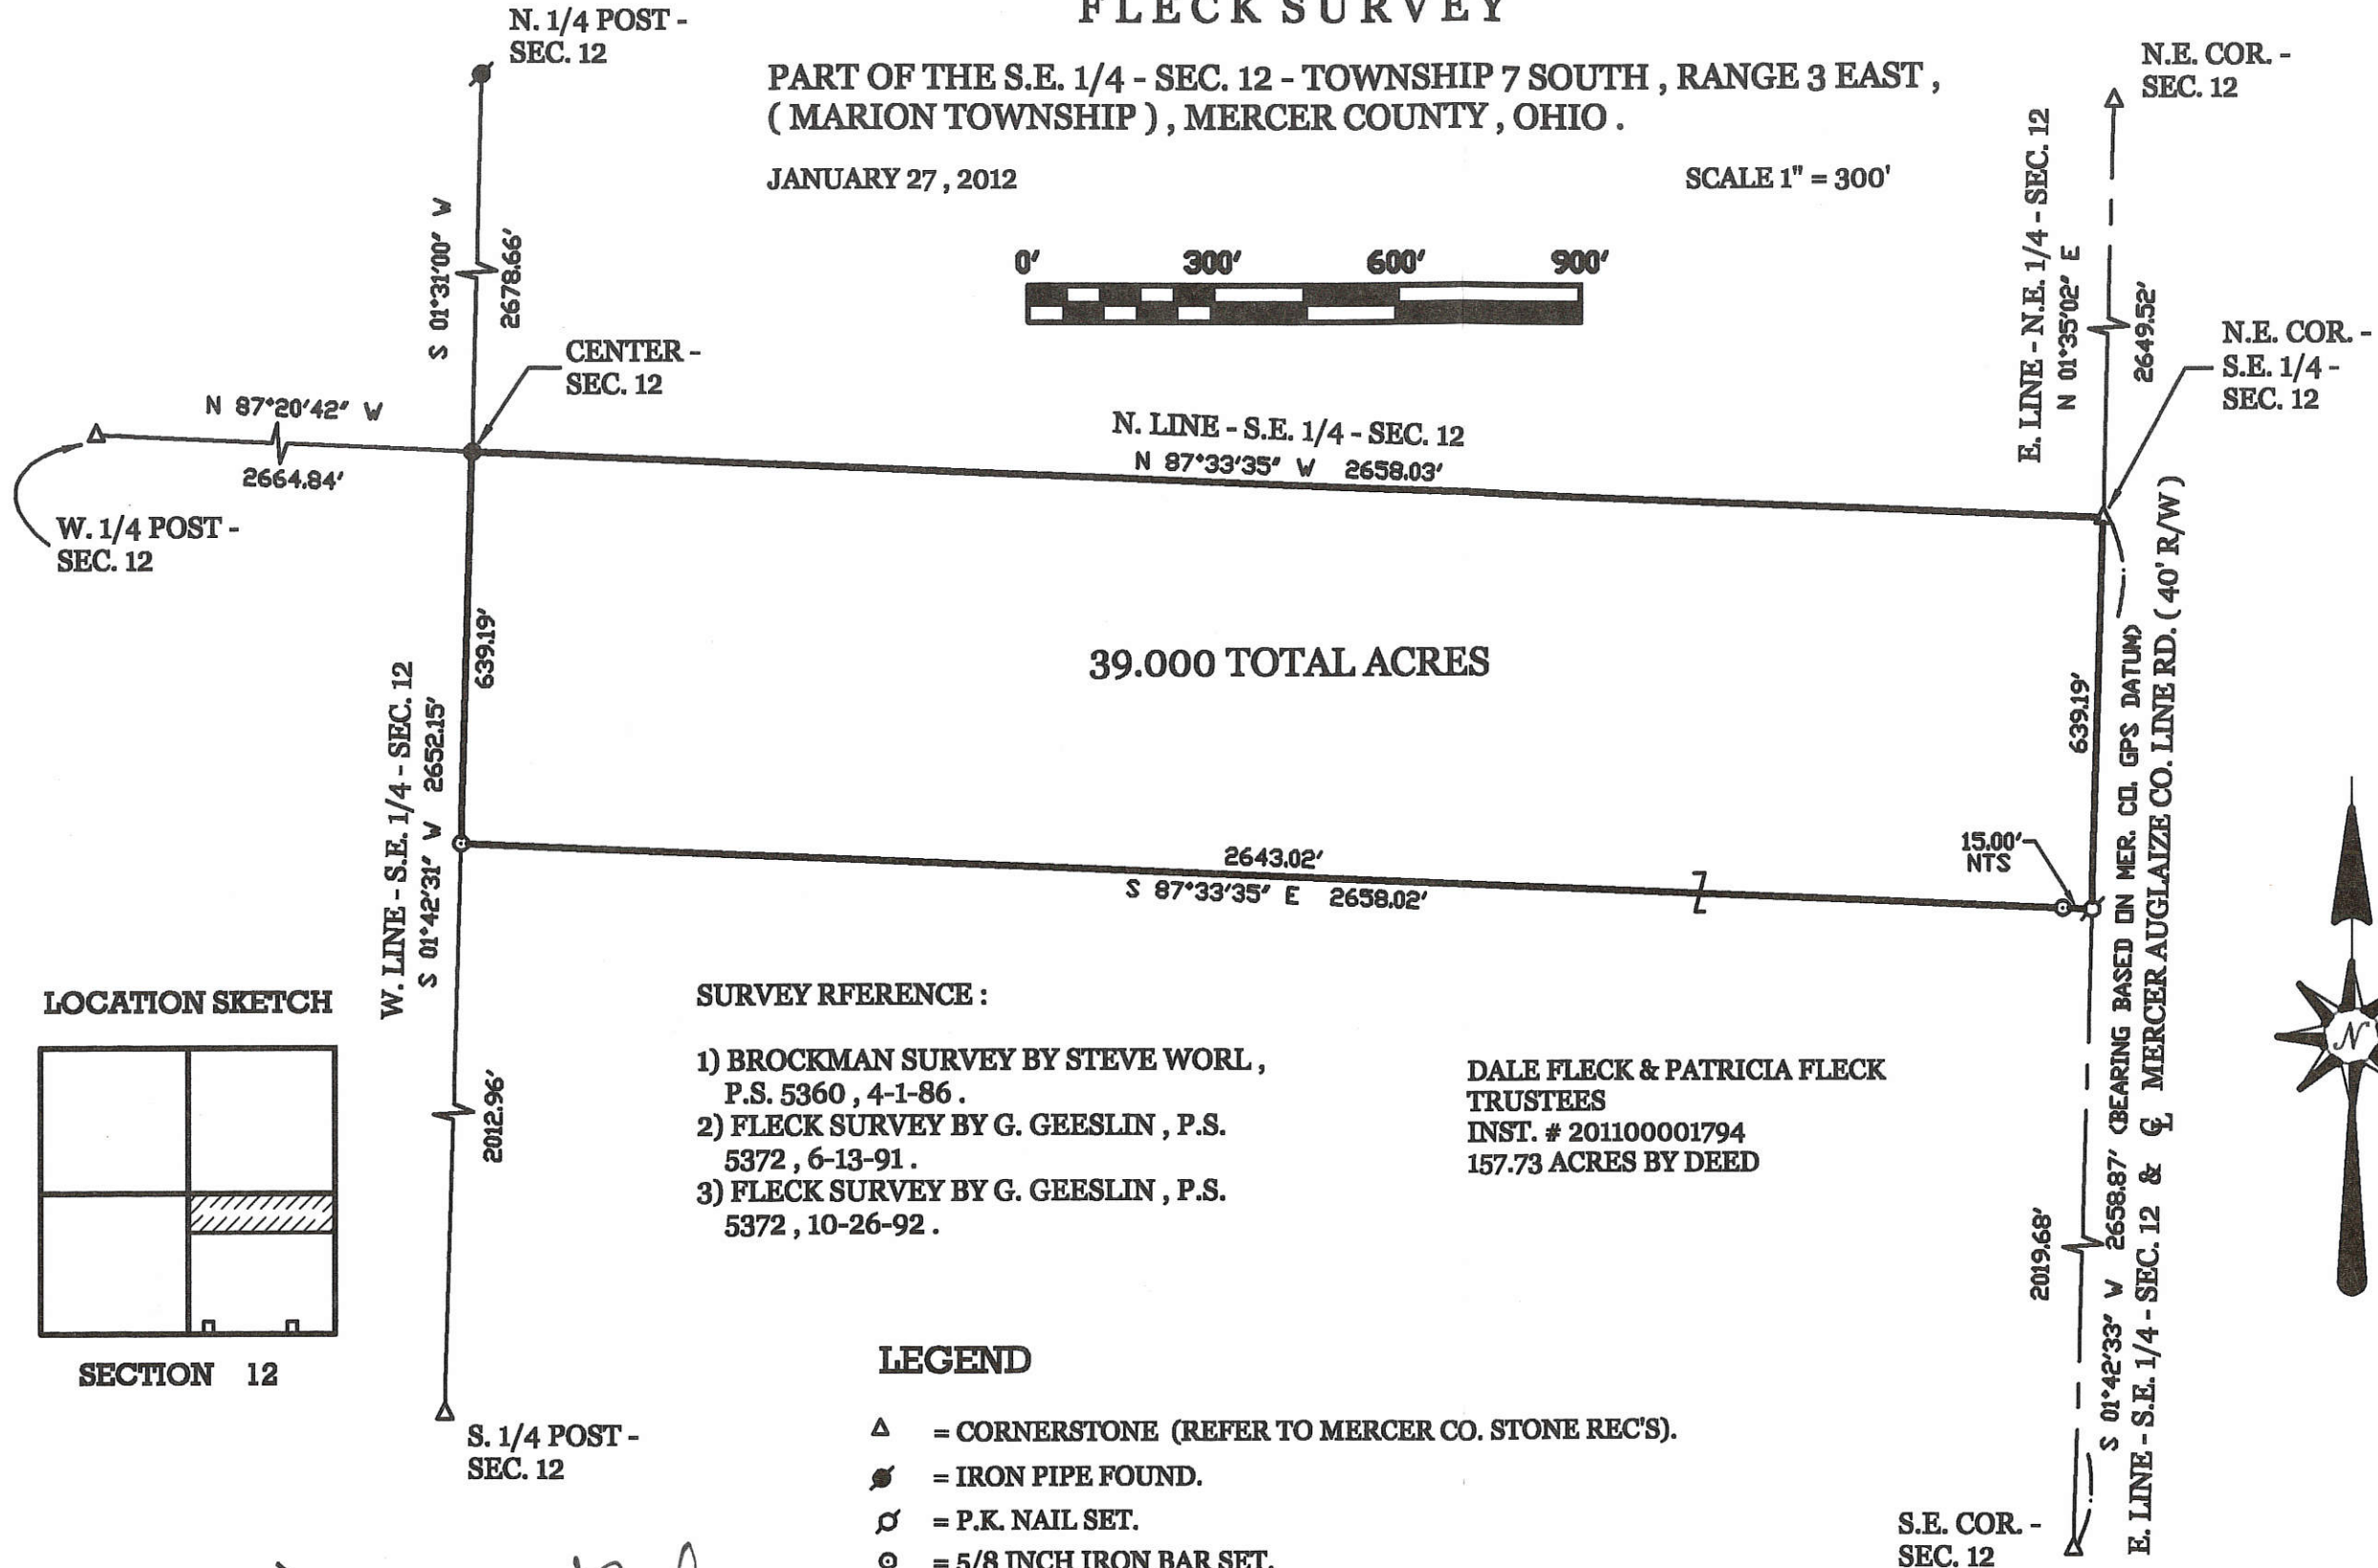 FLECK SURVEY
PART OF THE S.E. 1/4 - SEC. 12 - TOWNSHIP 7 SOUTH , RANGE 3 EAST ,
( MARION TOWNSHIP ) , MERCER COUNTY , OHIO .
JANUARY 27 , 2012
SCALE 1" = 300'
0' 300' 600' 900'
N. 1/4 POST -
SEC. 12
N.E. COR. -
SEC. 12
S 01°31'00" W
2678.66'
E. LINE - N.E. 1/4 - SEC. 12
N 01°35'02" E
2649.52'
CENTER -
SEC. 12
N.E. COR. -
S.E. 1/4 -
SEC. 12
N 87°20'42" W
2664.84'
W. 1/4 POST -
SEC. 12
N. LINE - S.E. 1/4 - SEC. 12
N 87°33'35" W 2658.03'
639.19'
39.000 TOTAL ACRES
639.19'
W. LINE - S.E. 1/4 - SEC. 12
S 01°42'31" W 2652.15'
2643.02'
S 87°33'35" E 2658.02'
15.00'
NTS
S 01°42'33" W 2658.87' (BEARING BASED ON MER. CO. GPS DATUM)
E. LINE - S.E. 1/4 - SEC. 12 & ℄ MERCER AUGLAIZE CO. LINE RD. ( 40' R/W )
2012.96'
2019.68'
LOCATION SKETCH
SECTION 12
SURVEY RFERENCE :
1) BROCKMAN SURVEY BY STEVE WORL ,
P.S. 5360 , 4-1-86 .
2) FLECK SURVEY BY G. GEESLIN , P.S.
5372 , 6-13-91 .
3) FLECK SURVEY BY G. GEESLIN , P.S.
5372 , 10-26-92 .
DALE FLECK & PATRICIA FLECK
TRUSTEES
INST. # 201100001794
157.73 ACRES BY DEED
N
S. 1/4 POST -
SEC. 12
LEGEND
= CORNERSTONE (REFER TO MERCER CO. STONE REC'S).
= IRON PIPE FOUND.
= P.K. NAIL SET.
= 5/8 INCH IRON BAR SET.
S.E. COR. -
SEC. 12